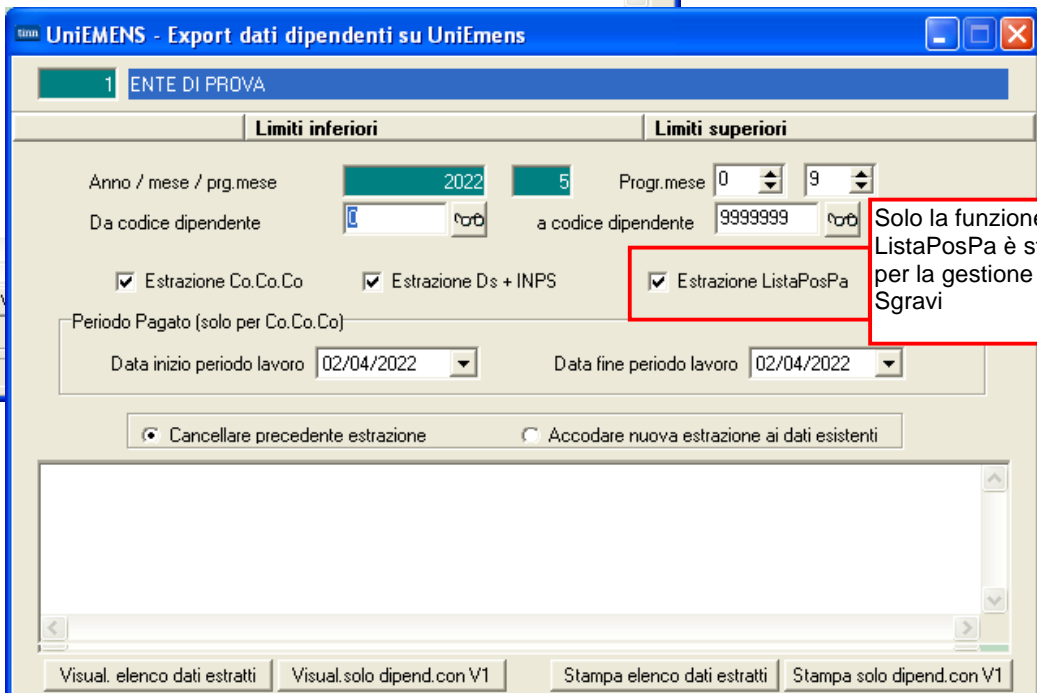 tinn UniEMENS - Export dati dipendenti su UniEmens
1 ENTE DI PROVA
Limiti inferiori Limiti superiori
Anno / mese / prg.mese 2022 5 Progr.mese 0 9
Da codice dipendente 0 a codice dipendente 9999999
Solo la funzione
ListaPosPa è s
per la gestione
Sgravi
Estrazione Co.Co.Co Estrazione Ds + INPS Estrazione ListaPosPa
Periodo Pagato (solo per Co.Co.Co)
Data inizio periodo lavoro 02/04/2022 Data fine periodo lavoro 02/04/2022
Cancellare precedente estrazione Accodare nuova estrazione ai dati esistenti
Visual. elenco dati estratti Visual.solo dipend.con V1 Stampa elenco dati estratti Stampa solo dipend.con V1